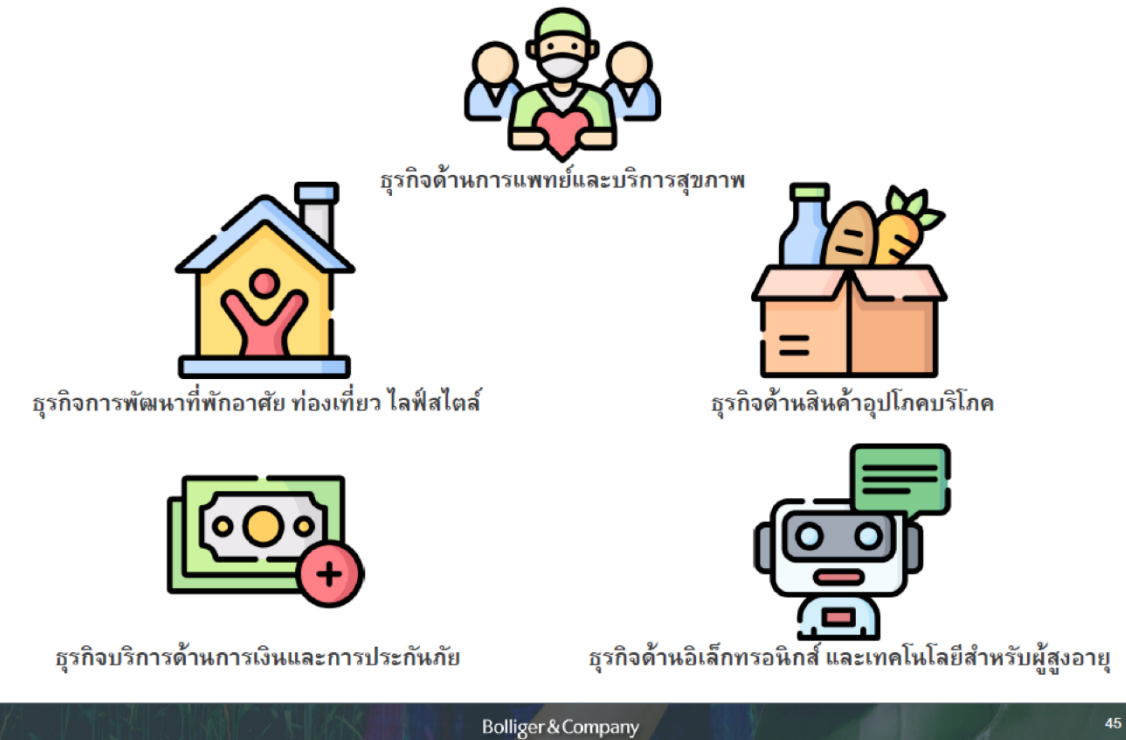 ธุรกิจด้านการแพทย์และบริการสุขภาพ
ธุรกิจการพัฒนาที่พักอาศัย ท่องเที่ยว ไลฟ์สไตล์
ธุรกิจด้านสินค้าอุปโภคบริโภค
ธุรกิจบริการด้านการเงินและการประกันภัย
ธุรกิจด้านอิเล็กทรอนิกส์ และเทคโนโลยีสำหรับผู้สูงอายุ
Bolliger & Company
45